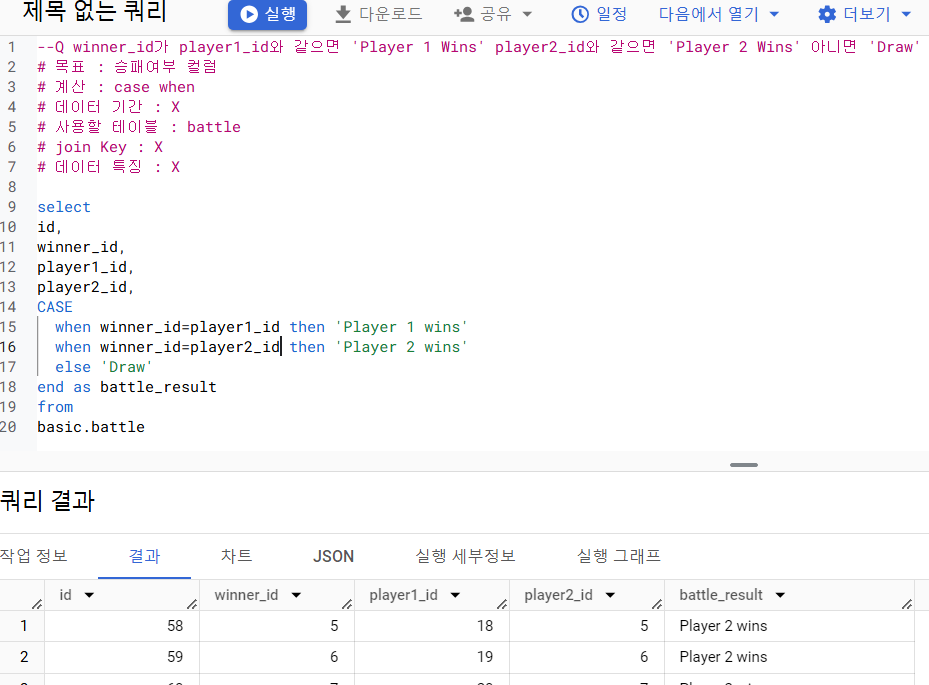 제목 없는 쿼리 실행 다운로드 공유 일정 다음에서 열기 더보기
1 --Q winner_id가 player1_id와 같으면 'Player 1 Wins' player2_id와 같으면 'Player 2 Wins' 아니면 'Draw'
2 # 목표 : 승패여부 컬럼
3 # 계산 : case when
4 # 데이터 기간 : X
5 # 사용할 테이블 : battle
6 # join Key : X
7 # 데이터 특징 : X
8
9 select
10 id,
11 winner_id,
12 player1_id,
13 player2_id,
14 CASE
15 when winner_id=player1_id then 'Player 1 wins'
16 when winner_id=player2_id then 'Player 2 wins'
17 else 'Draw'
18 end as battle_result
19 from
20 basic.battle
쿼리 결과
작업 정보 결과 차트 JSON 실행 세부정보 실행 그래프
id winner_id player1_id player2_id battle_result
1 58 5 18 5 Player 2 wins
2 59 6 19 6 Player 2 wins